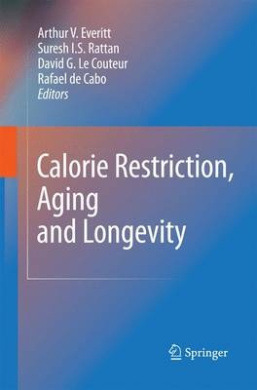 Arthur V. Everitt
Suresh I.S. Rattan
David G. Le Couteur
Rafael de Cabo
Editors
Calorie Restriction,
Aging
and Longevity
Springer